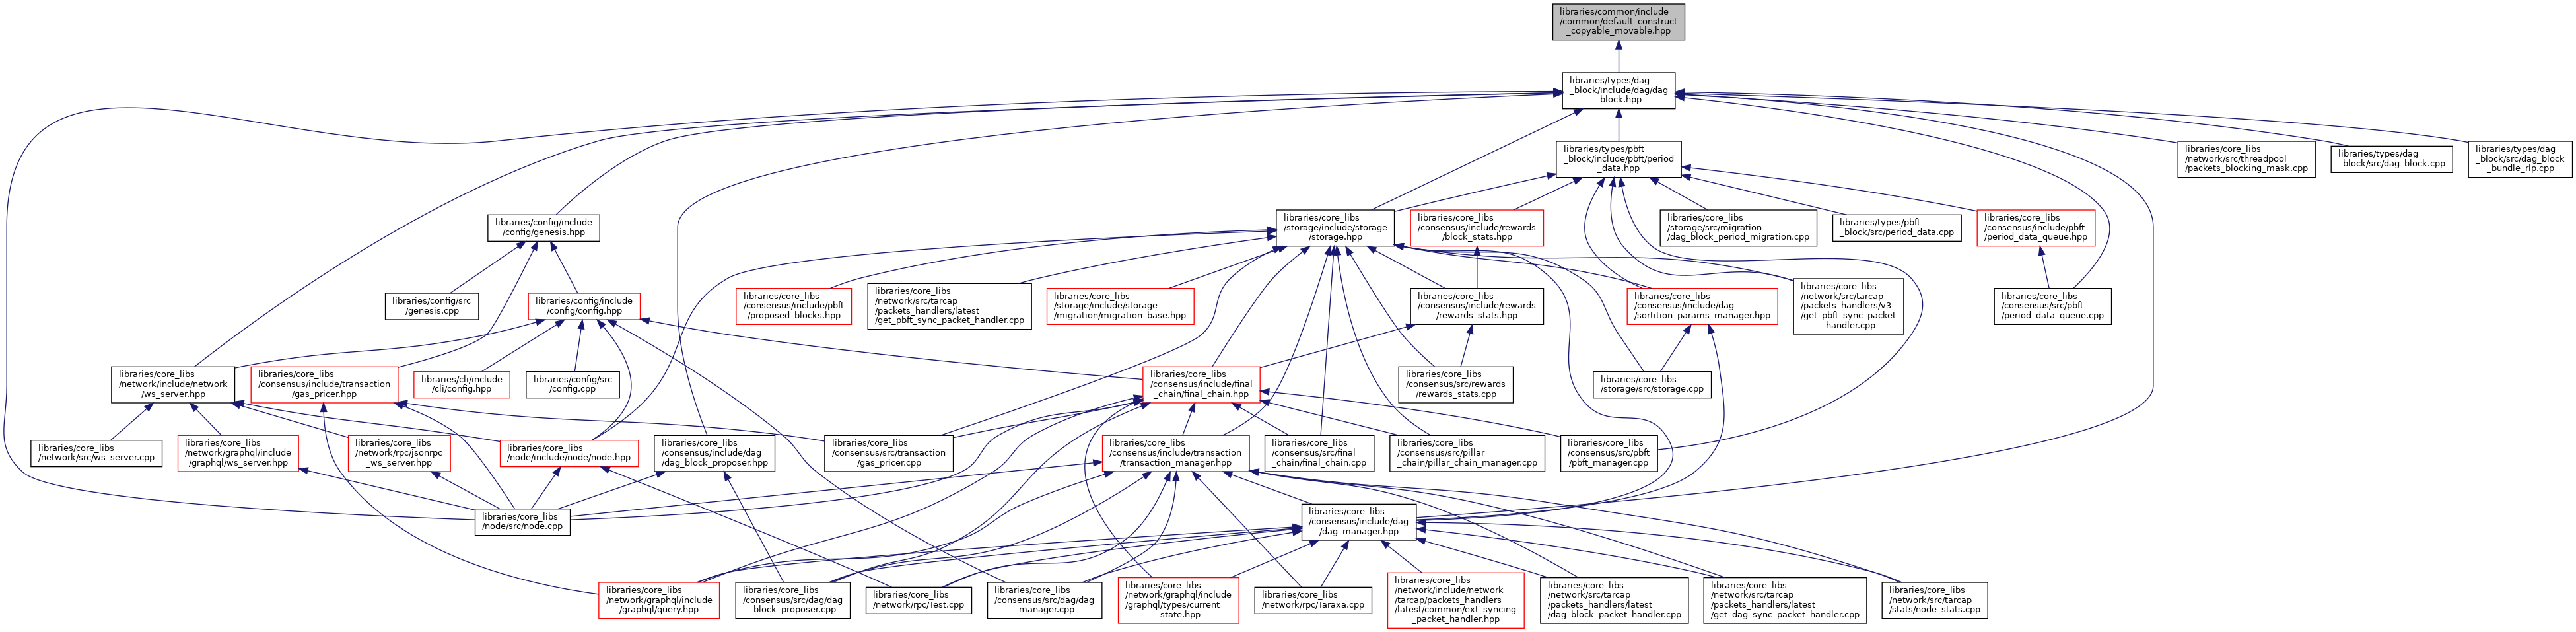 libraries/common/include
/common/default_construct
_copyable_movable.hpp
libraries/types/dag
_block/include/dag/dag
_block.hpp
libraries/types/pbft
_block/include/pbft/period
_data.hpp
libraries/core_libs
/network/src/threadpool
/packets_blocking_mask.cpp
libraries/types/dag
_block/src/dag_block.cpp
libraries/types/dag
_block/src/dag_block
_bundle_rlp.cpp
libraries/config/include
/config/genesis.hpp
libraries/core_libs
/storage/include/storage
/storage.hpp
libraries/core_libs
/consensus/include/rewards
/block_stats.hpp
libraries/core_libs
/storage/src/migration
/dag_block_period_migration.cpp
libraries/types/pbft
_block/src/period_data.cpp
libraries/core_libs
/consensus/include/pbft
/period_data_queue.hpp
libraries/config/src
/genesis.cpp
libraries/config/include
/config/config.hpp
libraries/core_libs
/consensus/include/pbft
/proposed_blocks.hpp
libraries/core_libs
/network/src/tarcap
/packets_handlers/latest
/get_pbft_sync_packet_handler.cpp
libraries/core_libs
/storage/include/storage
/migration/migration_base.hpp
libraries/core_libs
/consensus/include/rewards
/rewards_stats.hpp
libraries/core_libs
/consensus/include/dag
/sortition_params_manager.hpp
libraries/core_libs
/network/src/tarcap
/packets_handlers/v3
/get_pbft_sync_packet
_handler.cpp
libraries/core_libs
/consensus/src/pbft
/period_data_queue.cpp
libraries/core_libs
/network/include/network
/ws_server.hpp
libraries/core_libs
/consensus/include/transaction
/gas_pricer.hpp
libraries/cli/include
/cli/config.hpp
libraries/config/src
/config.cpp
libraries/core_libs
/consensus/include/final
_chain/final_chain.hpp
libraries/core_libs
/consensus/src/rewards
/rewards_stats.cpp
libraries/core_libs
/storage/src/storage.cpp
libraries/core_libs
/network/src/ws_server.cpp
libraries/core_libs
/network/graphql/include
/graphql/ws_server.hpp
libraries/core_libs
/network/rpc/jsonrpc
_ws_server.hpp
libraries/core_libs
/node/include/node/node.hpp
libraries/core_libs
/consensus/include/dag
/dag_block_proposer.hpp
libraries/core_libs
/consensus/src/transaction
/gas_pricer.cpp
libraries/core_libs
/consensus/include/transaction
/transaction_manager.hpp
libraries/core_libs
/consensus/src/final
_chain/final_chain.cpp
libraries/core_libs
/consensus/src/pillar
_chain/pillar_chain_manager.cpp
libraries/core_libs
/consensus/src/pbft
/pbft_manager.cpp
libraries/core_libs
/node/src/node.cpp
libraries/core_libs
/consensus/include/dag
/dag_manager.hpp
libraries/core_libs
/network/graphql/include
/graphql/query.hpp
libraries/core_libs
/consensus/src/dag/dag
_block_proposer.cpp
libraries/core_libs
/network/rpc/Test.cpp
libraries/core_libs
/consensus/src/dag/dag
_manager.cpp
libraries/core_libs
/network/graphql/include
/graphql/types/current
_state.hpp
libraries/core_libs
/network/rpc/Taraxa.cpp
libraries/core_libs
/network/include/network
/tarcap/packets_handlers
/latest/common/ext_syncing
_packet_handler.hpp
libraries/core_libs
/network/src/tarcap
/packets_handlers/latest
/dag_block_packet_handler.cpp
libraries/core_libs
/network/src/tarcap
/packets_handlers/latest
/get_dag_sync_packet_handler.cpp
libraries/core_libs
/network/src/tarcap
/stats/node_stats.cpp